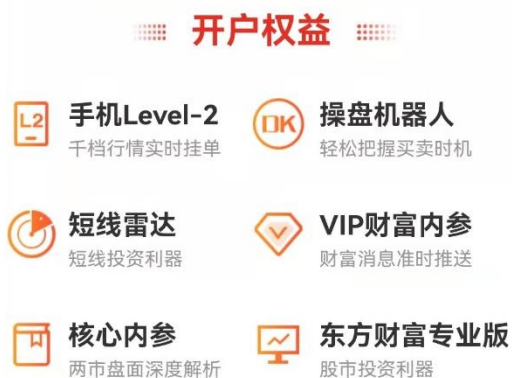 开户权益
L2
手机Level-2
千档行情实时挂单
DK
操盘机器人
轻松把握买卖时机
短线雷达
短线投资利器
VIP财富内参
财富消息准时推送
核心内参
两市盘面深度解析
东方财富专业版
股市投资利器